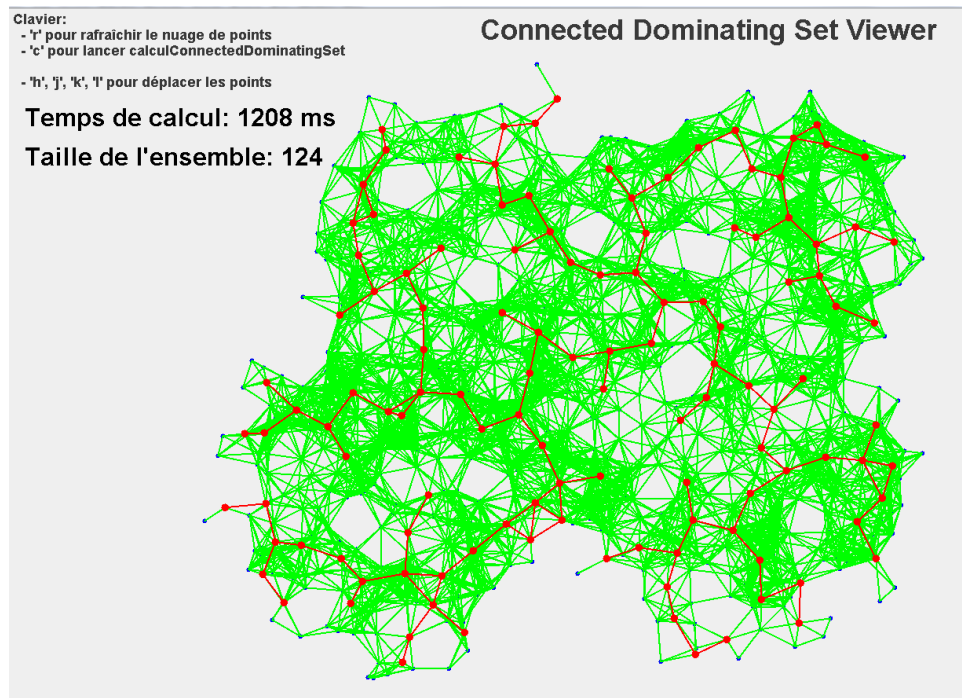 Clavier:
- 'r' pour rafraîchir le nuage de points
- 'c' pour lancer calculConnectedDominatingSet
- 'h', 'j', 'k', 'l' pour déplacer les points
Connected Dominating Set Viewer
Temps de calcul: 1208 ms
Taille de l'ensemble: 124